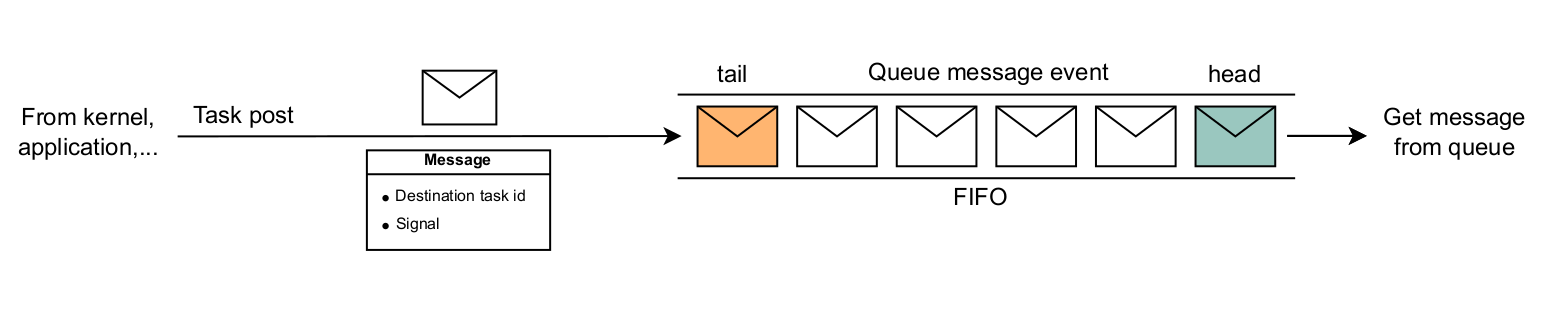 From kernel,
application,...
Task post
Message
Destination task id
Signal
tail
Queue message event
head
FIFO
Get message
from queue